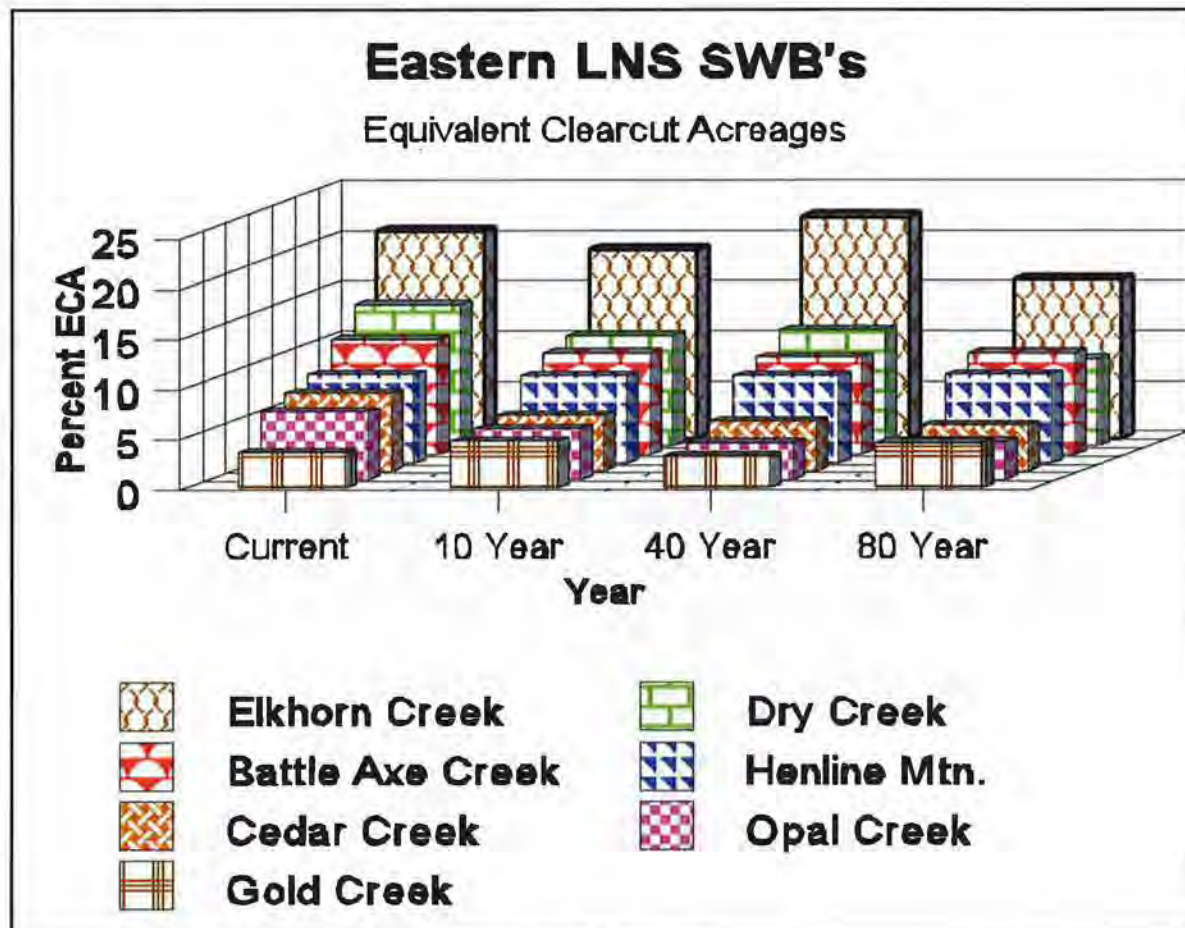 Eastern LNS SWB's
Equivalent Clearcut Acreages
Percent ECA
25
20
15
10
5
0
Current 10 Year 40 Year 80 Year
Year
Elkhorn Creek Dry Creek
Battle Axe Creek Henline Mtn.
Cedar Creek Opal Creek
Gold Creek